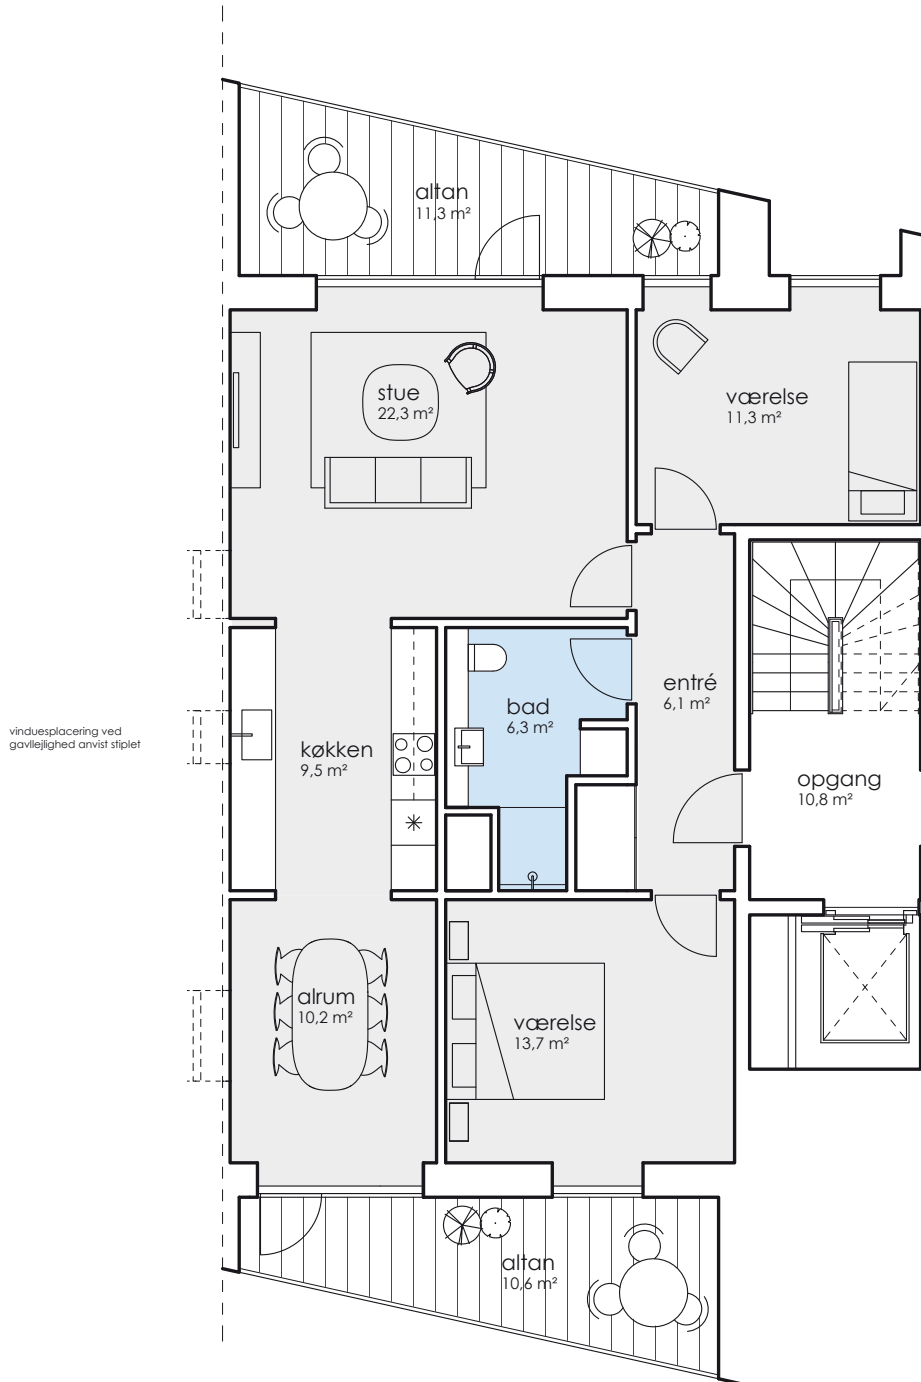 altan
11,3 m²
stue
22,3 m²
værelse
11,3 m²
bad
6,3 m²
entré
6,1 m²
vinduesplacering ved
gavllejlighed anvist stiplet
køkken
9,5 m²
opgang
10,8 m²
alrum
10,2 m²
værelse
13,7 m²
altan
10,6 m²